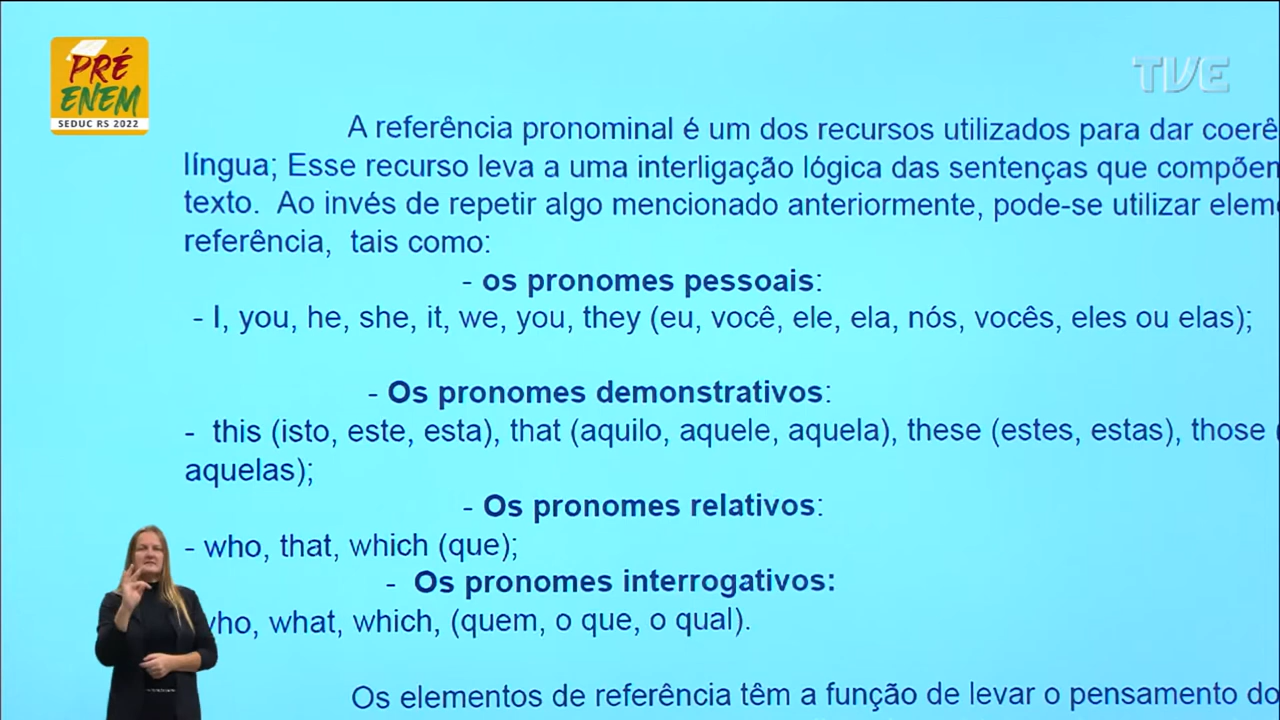 PRÉ
ENEM
SEDUC RS 2022
TVE
A referência pronominal é um dos recursos utilizados para dar
língua; Esse recurso leva a uma interligação lógica das sentenças que
texto. Ao invés de repetir algo mencionado anteriormente, pode-se utilizar
referência, tais como:
- os pronomes pessoais:
- I, you, he, she, it, we, you, they (eu, você, ele, ela, nós, vocês, eles ou elas);
- Os pronomes demonstrativos:
- this (isto, este, esta), that (aquilo, aquele, aquela), these (estes, estas), those
aquelas);
- Os pronomes relativos:
- who, that, which (que);
- Os pronomes interrogativos:
who, what, which, (quem, o que, o qual).
Os elementos de referência têm a função de levar o pensamento do